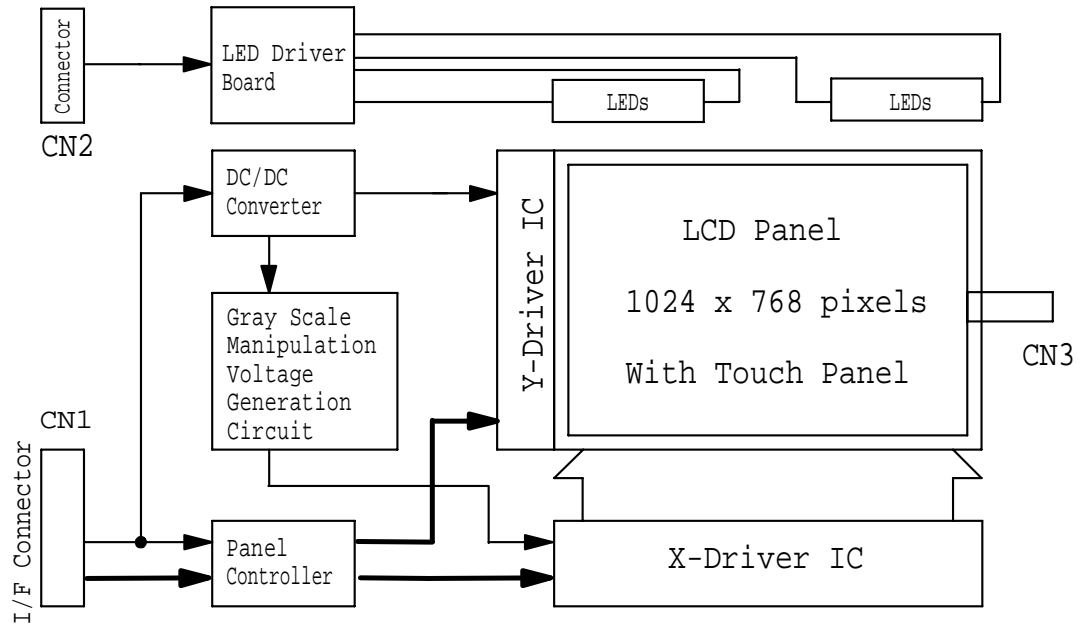 Connector
CN2
LED Driver
Board
LEDs
LEDs
DC/DC
Converter
Gray Scale
Manipulation
Voltage
Generation
Circuit
Y-Driver IC
LCD Panel
1024 x 768 pixels
With Touch Panel
CN3
CN1
I/F Connector
Panel
Controller
X-Driver IC